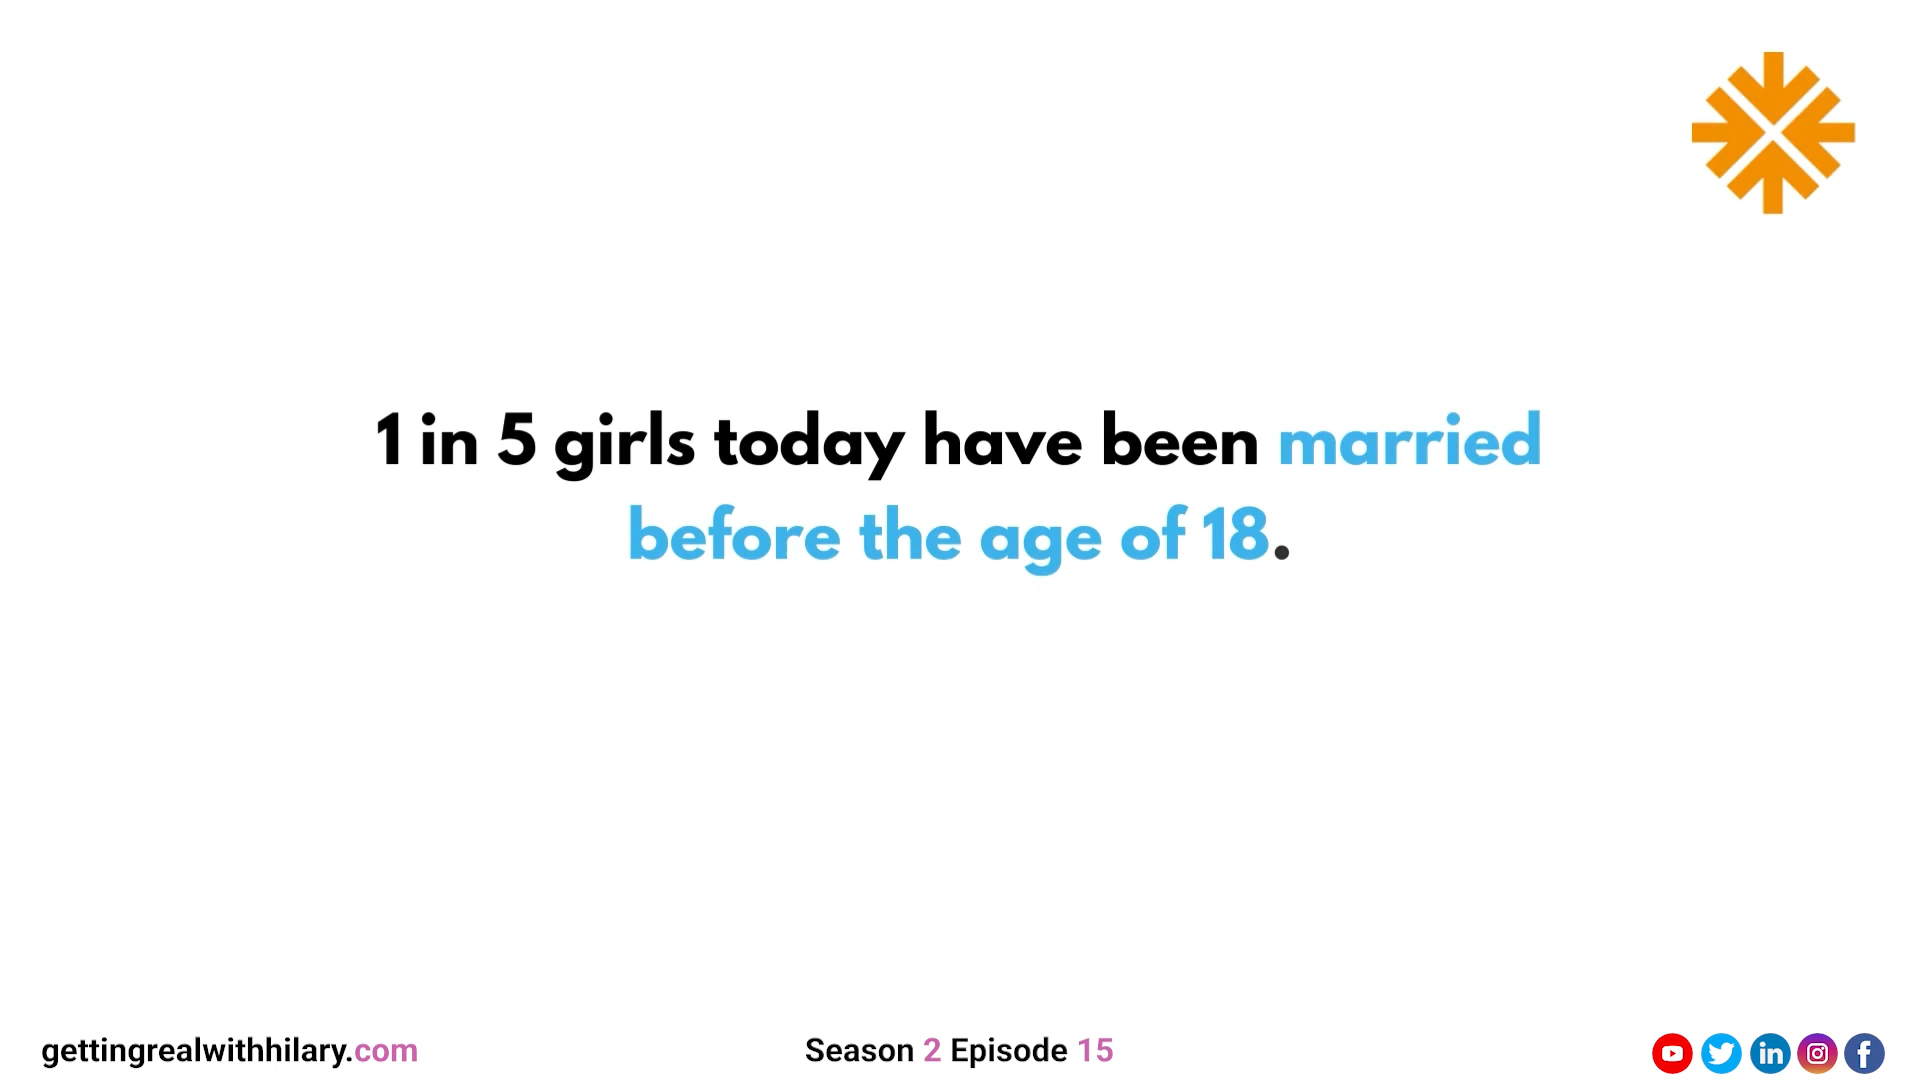 1 in 5 girls today have been married
before the age of 18.
gettingrealwithhilary.com
Season 2 Episode 15